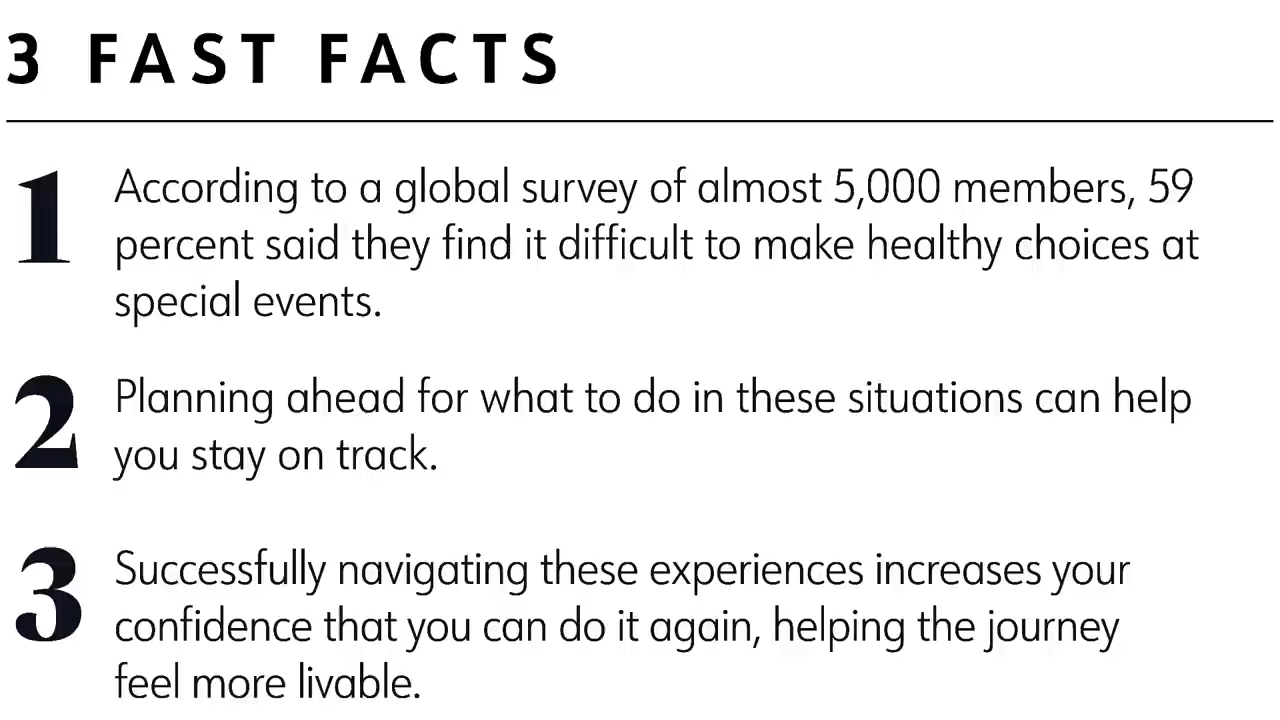 3 FAST FACTS
1 According to a global survey of almost 5,000 members, 59
percent said they find it difficult to make healthy choices at
special events.
2 Planning ahead for what to do in these situations can help
you stay on track.
3 Successfully navigating these experiences increases your
confidence that you can do it again, helping the journey
feel more livable.